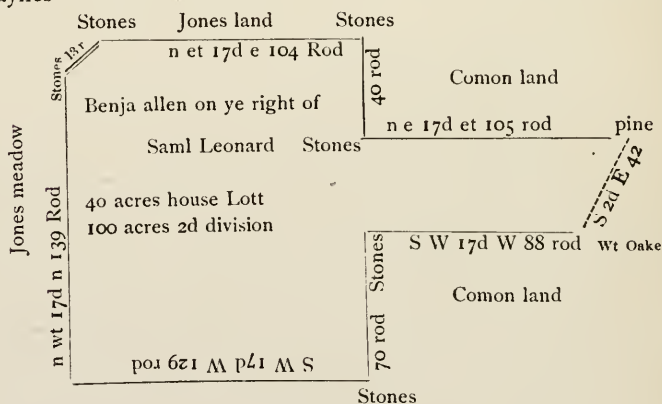 Stones Jones land Stones
13 r
n et 17d e 104 Rod
Stones
40 rod
Comon land
Benja allen on ye right of
n e 17d et 105 rod
pine
Saml Leonard Stones
S 2d E 42
Jones meadow
n wt 17d n 139 Rod
40 acres house Lott
100 acres 2d division
Stones
S W 17d W 88 rod
Wt Oake
70 rod
Comon land
S W 17d W 129 rod
Stones